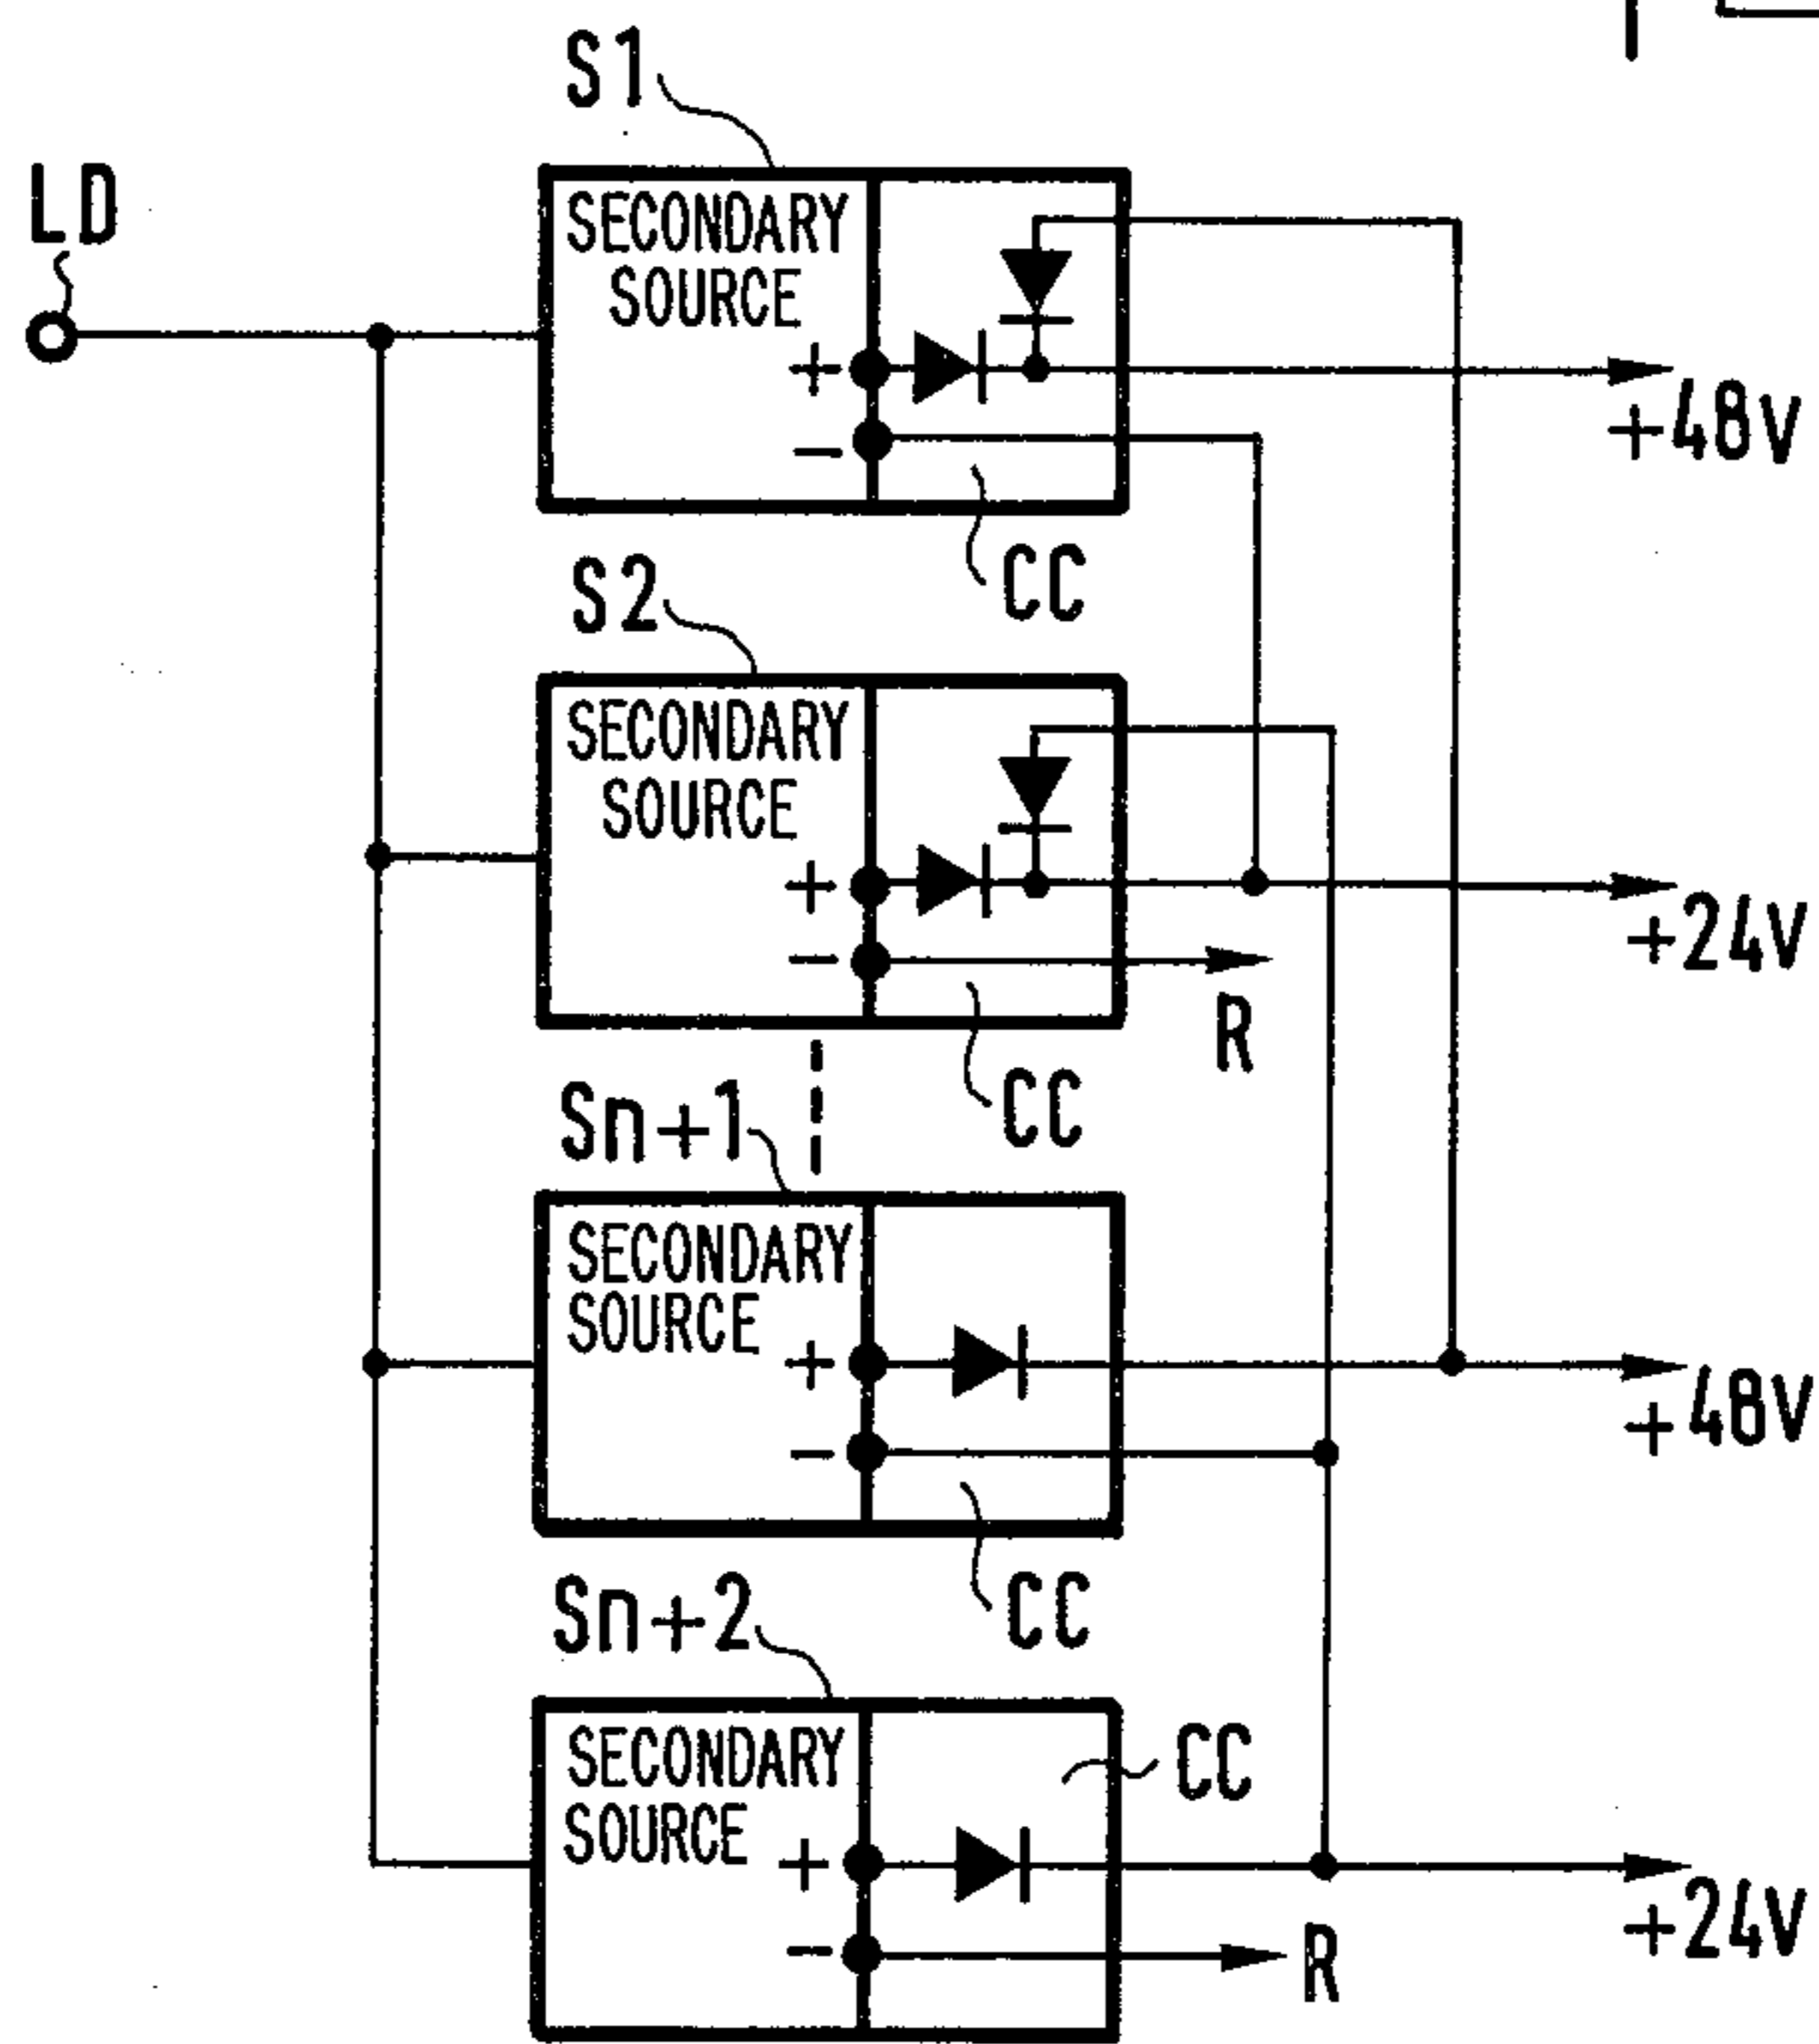 S1
LD
SECONDARY
SOURCE
+
−
+48V
CC
S2
SECONDARY
SOURCE
+
−
+24V
R
CC
Sn+1
SECONDARY
SOURCE
+
−
+48V
CC
Sn+2
SECONDARY
SOURCE
CC
+
−
+24V
R